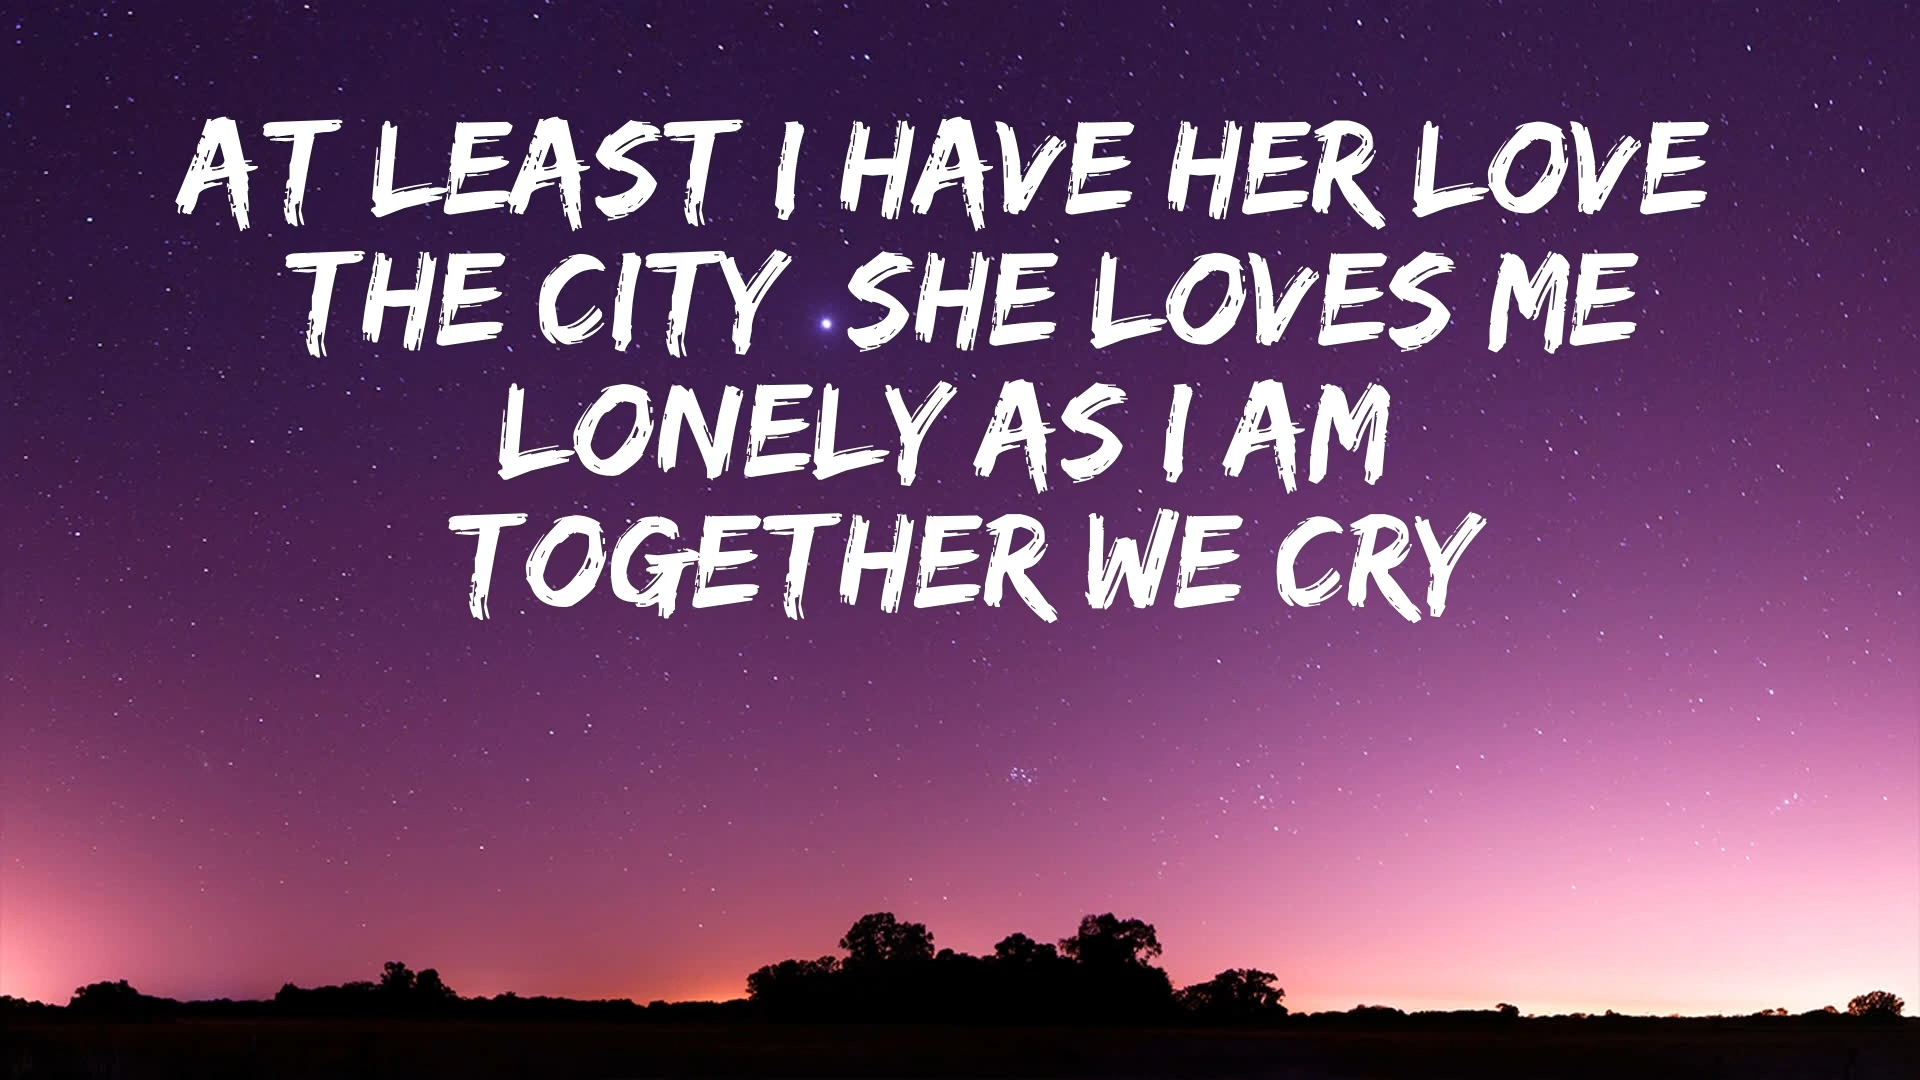 AT LEAST I HAVE HER LOVE
THE CITY SHE LOVES ME
LONELY AS I AM
TOGETHER WE CRY